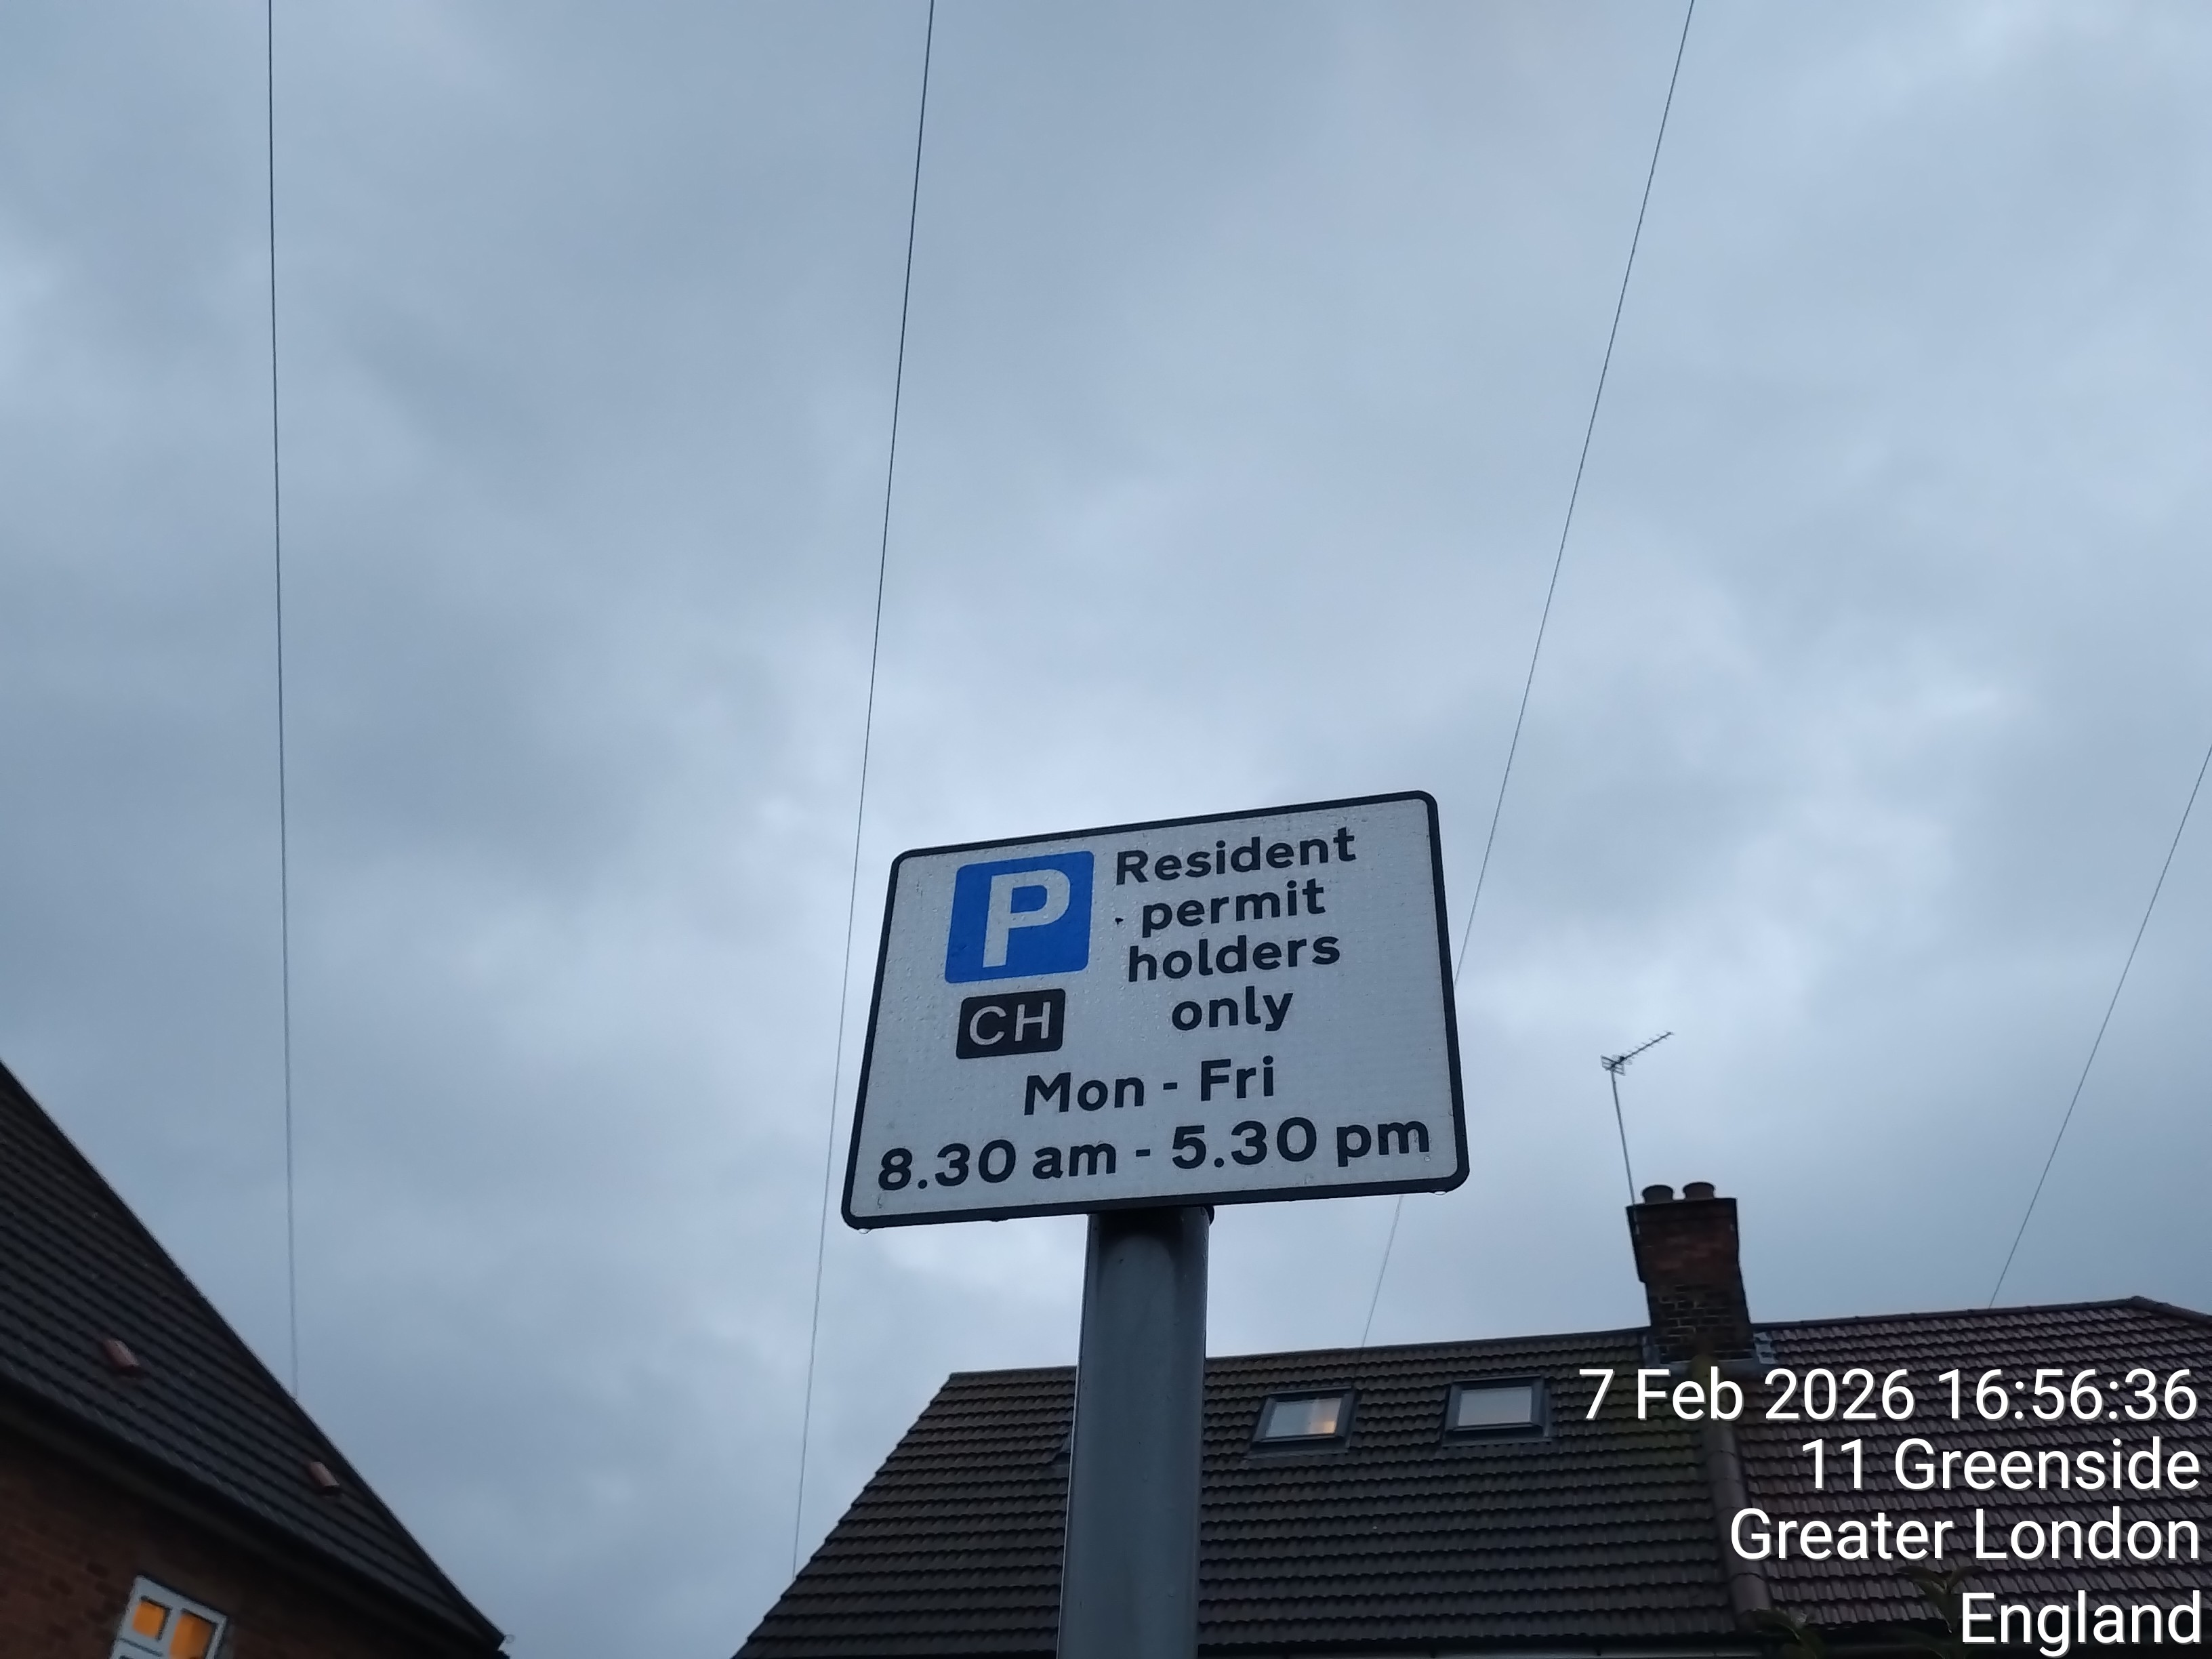 P
Resident
permit
holders
only
CH
Mon - Fri
8.30 am - 5.30 pm
7 Feb 2026 16:56:36
11 Greenside
Greater London
England